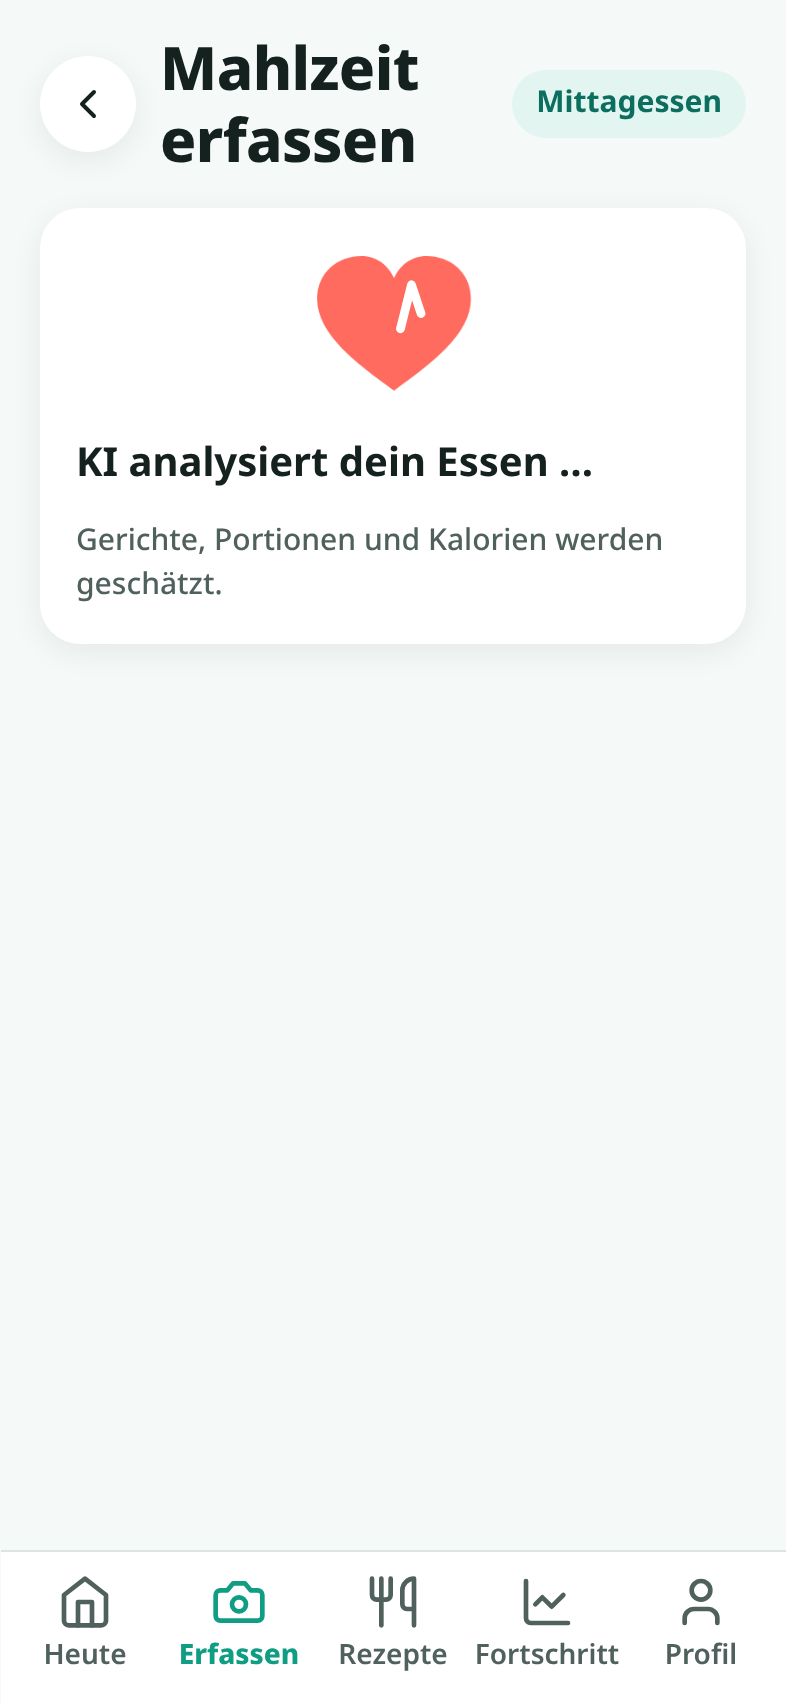 Mahlzeit
erfassen
Mittagessen
KI analysiert dein Essen ...
Gerichte, Portionen und Kalorien werden
geschätzt.
Heute
Erfassen
Rezepte
Fortschritt
Profil